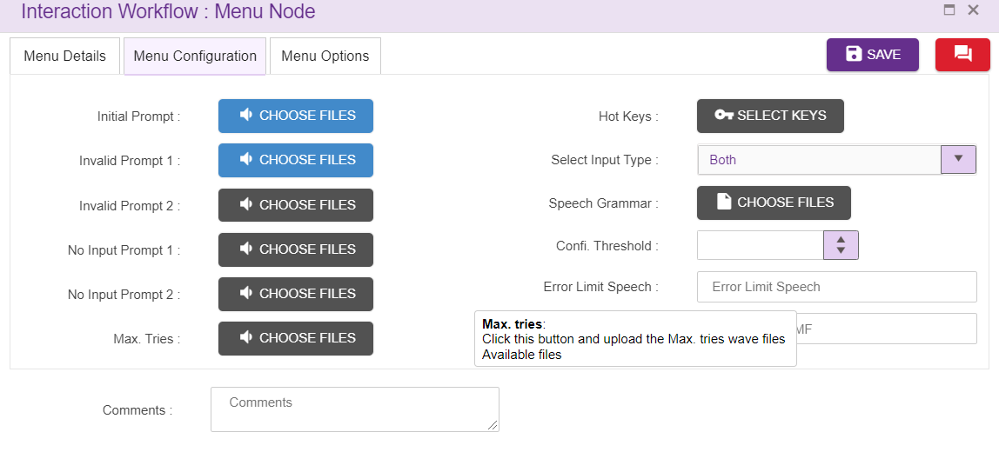 Interaction Workflow : Menu Node
Menu Details
Menu Configuration
Menu Options
SAVE
Initial Prompt :
CHOOSE FILES
Hot Keys :
SELECT KEYS
Invalid Prompt 1 :
CHOOSE FILES
Select Input Type :
Both
Invalid Prompt 2 :
CHOOSE FILES
Speech Grammar :
CHOOSE FILES
No Input Prompt 1 :
CHOOSE FILES
Confi. Threshold :
No Input Prompt 2 :
CHOOSE FILES
Error Limit Speech :
Error Limit Speech
Max. Tries :
CHOOSE FILES
Max. tries:
Click this button and upload the Max. tries wave files
Available files
MF
Comments :
Comments